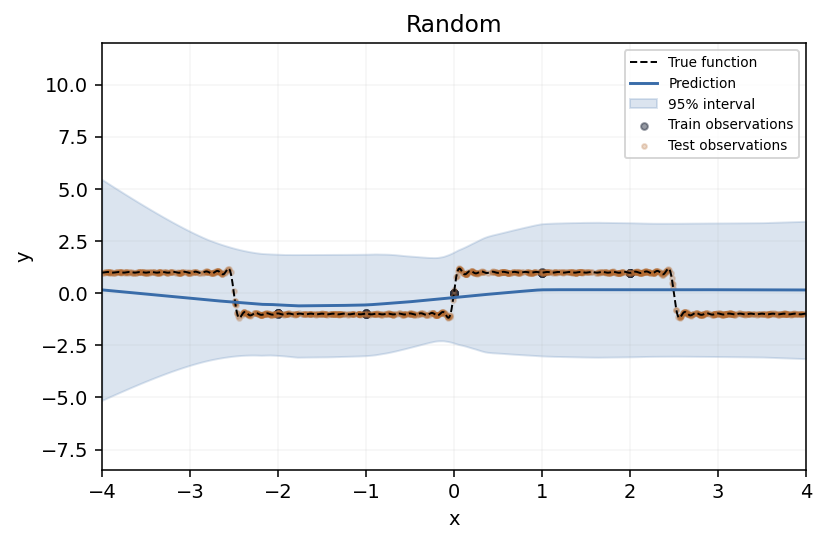 Random
True function
Prediction
95% interval
Train observations
Test observations
y
10.0
7.5
5.0
2.5
0.0
−2.5
−5.0
−7.5
−4 −3 −2 −1 0 1 2 3 4
x